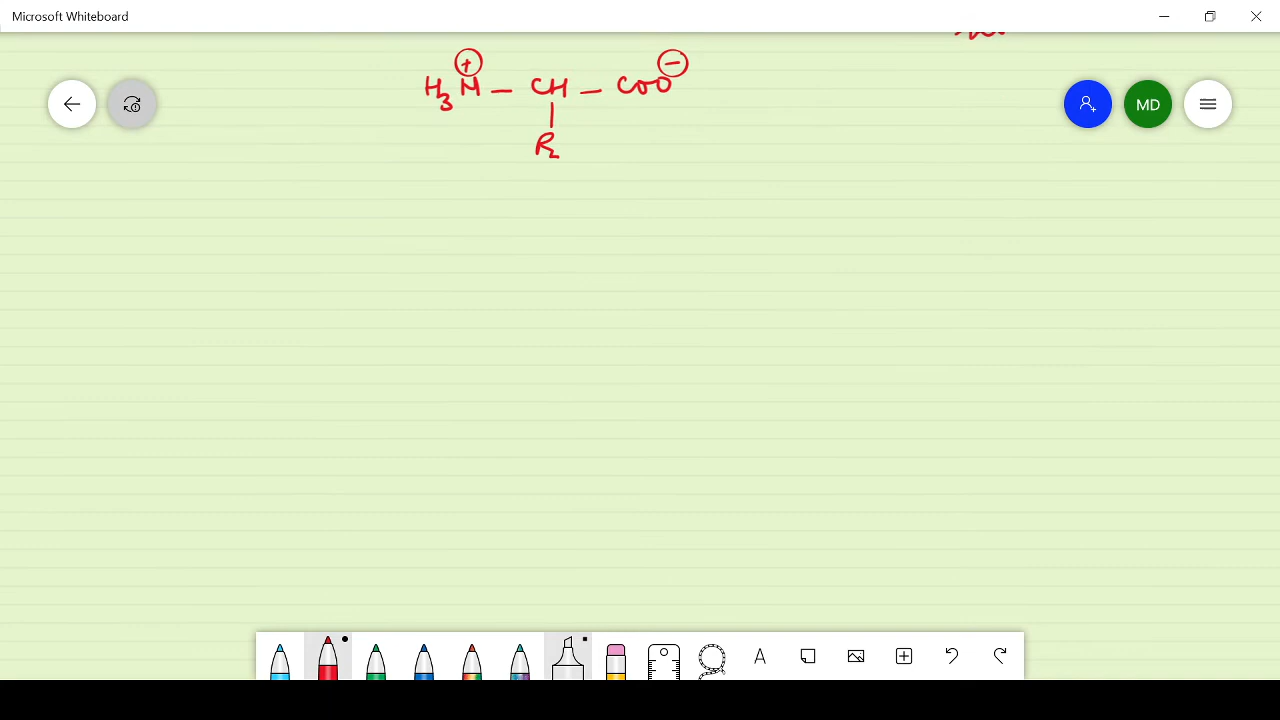 Microsoft Whiteboard
⊕ ⊖
H₃N – CH – COO
|
R
MD
A